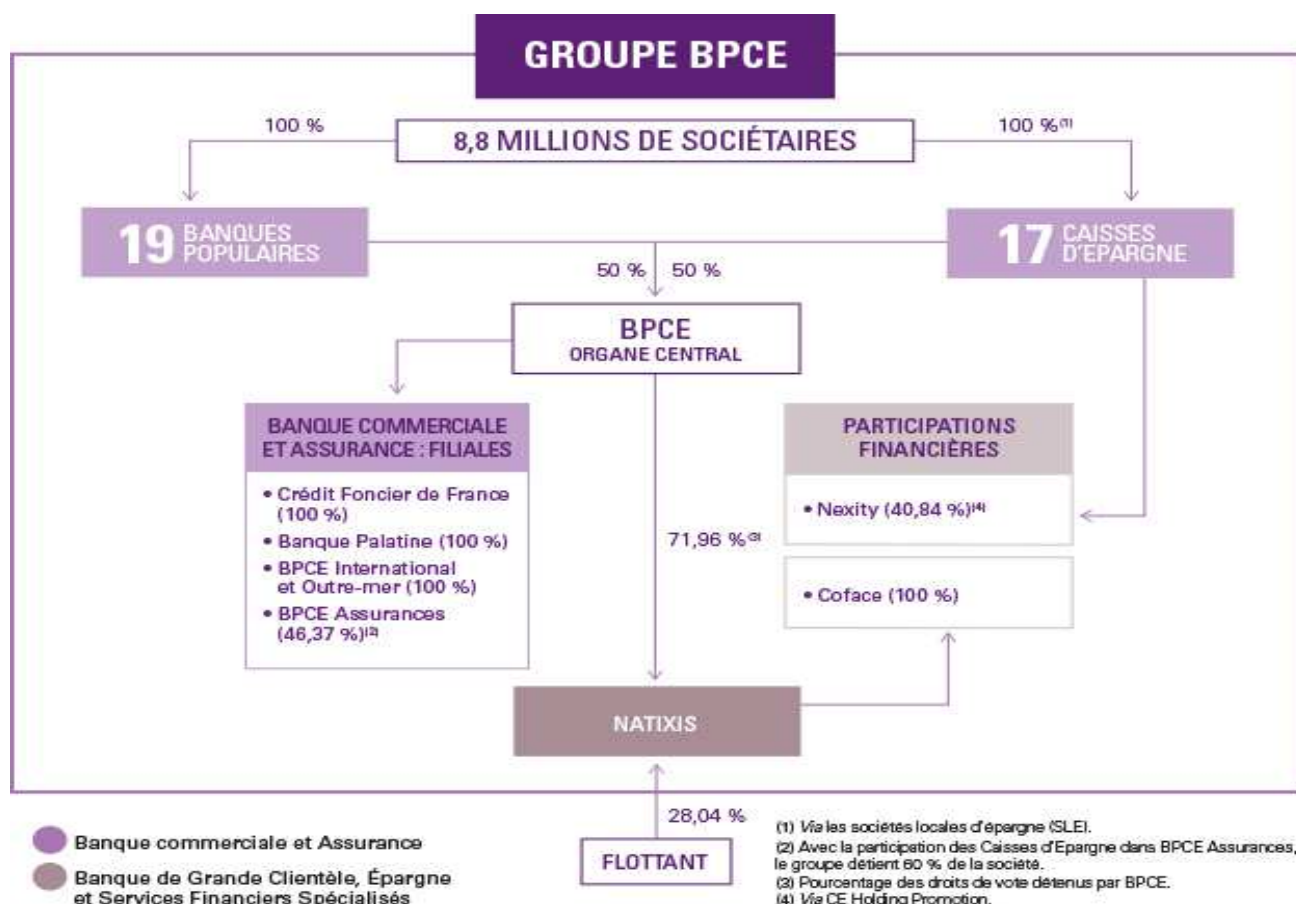 GROUPE BPCE
100 %
8,8 MILLIONS DE SOCIÉTAIRES
100 %(1)
19 BANQUES
POPULAIRES
17 CAISSES
D'EPARGNE
50 %
50 %
BPCE
ORGANE CENTRAL
BANQUE COMMERCIALE
ET ASSURANCE : FILIALES
• Crédit Foncier de France
(100 %)
• Banque Palatine (100 %)
• BPCE International
et Outre-mer (100 %)
• BPCE Assurances
(46,37 %)(2)
71,96 %(3)
PARTICIPATIONS
FINANCIÈRES
• Nexity (40,84 %)(4)
• Coface (100 %)
NATIXIS
28,04 %
FLOTTANT
Banque commerciale et Assurance
Banque de Grande Clientèle, Épargne
et Services Financiers Spécialisés
(1) Via les sociétés locales d'épargne (SLE).
(2) Avec la participation des Caisses d'Epargne dans BPCE Assurances,
le groupe détient 60 % de la société.
(3) Pourcentage des droits de vote détenus par BPCE.
(4) Via CE Holding Promotion.